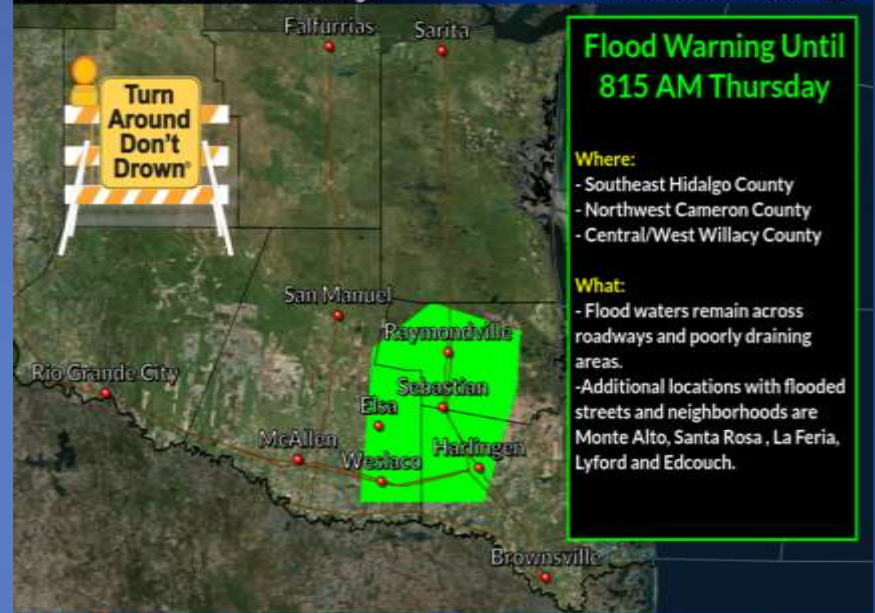 Falfurrias
Sarita
Turn
Around
Don't
Drown®
San Manuel
Raymondville
Rio Grande City
Sebastian
Elsa
McAllen
Harlingen
Weslaco
Brownsville
Flood Warning Until
815 AM Thursday
Where:
- Southeast Hidalgo County
- Northwest Cameron County
- Central/West Willacy County
What:
- Flood waters remain across
roadways and poorly draining
areas.
-Additional locations with flooded
streets and neighborhoods are
Monte Alto, Santa Rosa , La Feria,
Lyford and Edcouch.